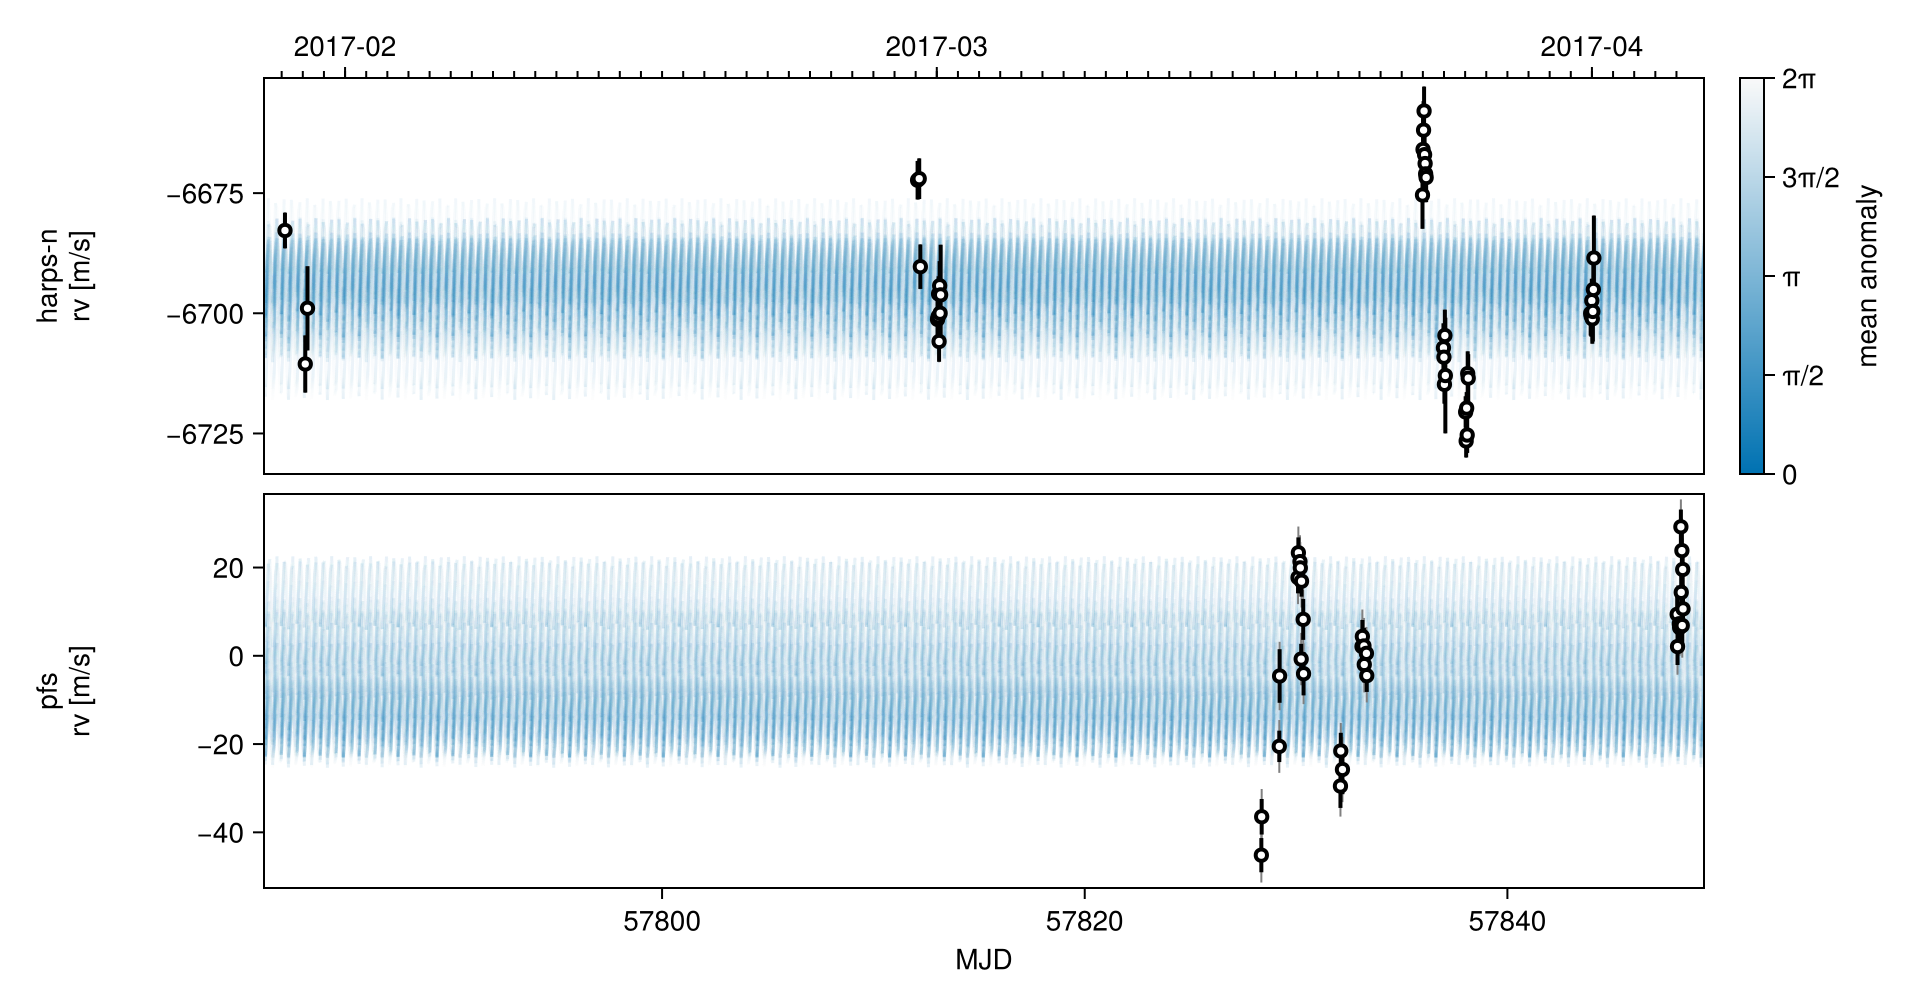 2017-02 2017-03 2017-04
harps-n
rv [m/s]
−6675
−6700
−6725
2π
3π/2
π
π/2
0
mean anomaly
pfs
rv [m/s]
20
0
−20
−40
57800 57820 57840
MJD